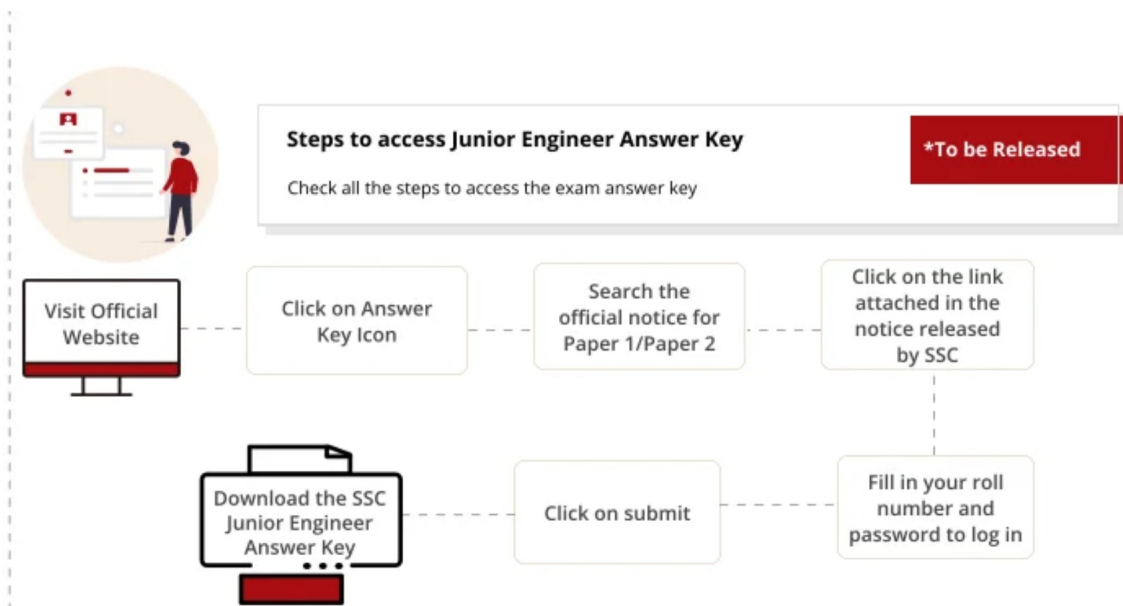 Steps to access Junior Engineer Answer Key
*To be Released
Check all the steps to access the exam answer key
Visit Official
Website
Click on Answer
Key Icon
Search the
official notice for
Paper 1/Paper 2
Click on the link
attached in the
notice released
by SSC
Fill in your roll
number and
password to log in
Click on submit
Download the SSC
Junior Engineer
Answer Key